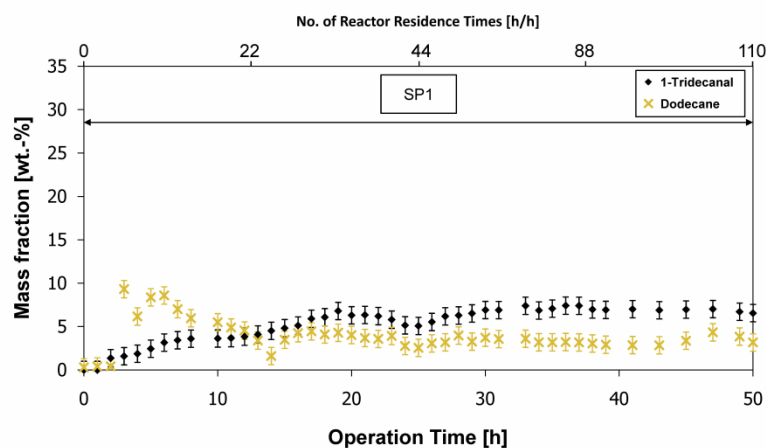 No. of Reactor Residence Times [h/h]
0 22 44 88 110
35
30
25
20
15
10
5
0
SP1
1-Tridecanal
Dodecane
Mass fraction [wt.-%]
0 10 20 30 40 50
Operation Time [h]